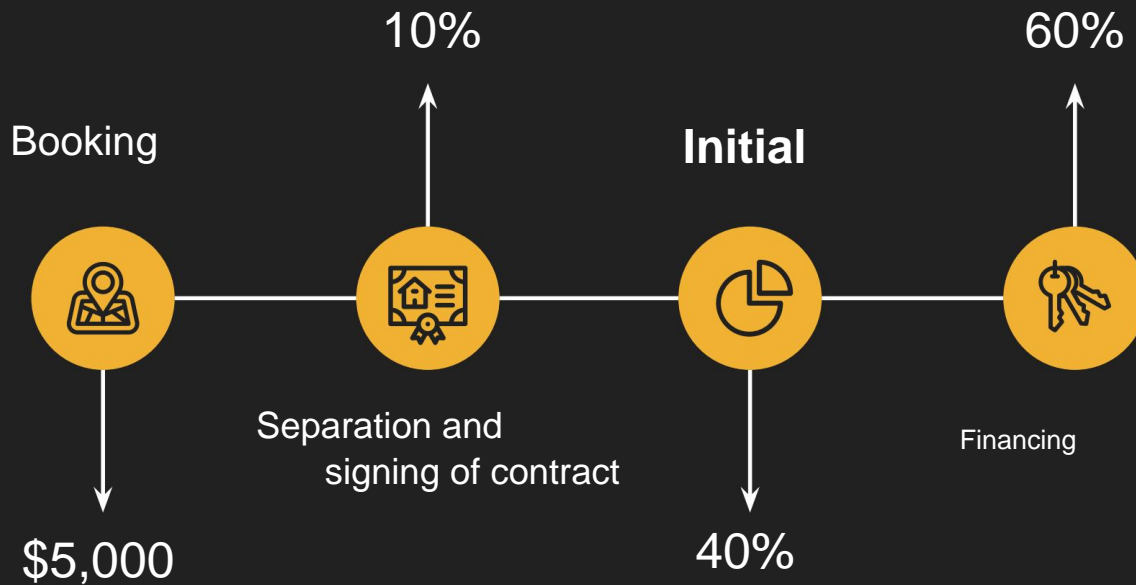 10%
60%
Booking
Initial
Separation and
signing of contract
Financing
$5,000
40%